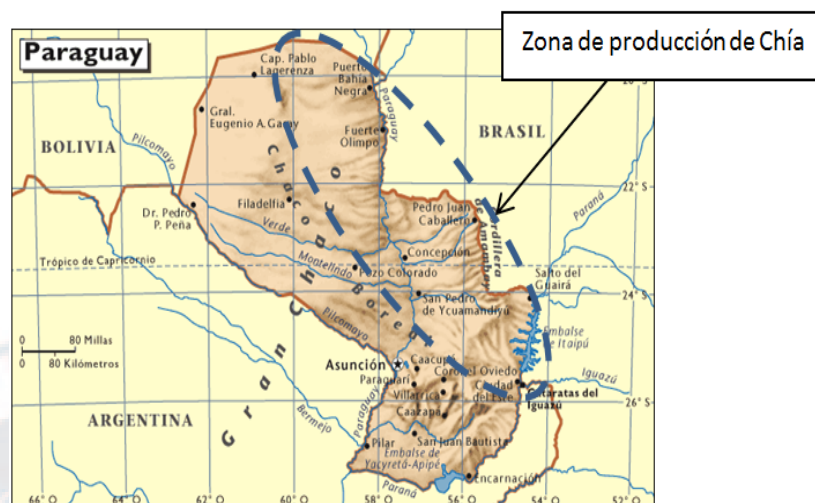 Zona de producción de Chía
Paraguay
Cap. Pablo
Lagerenza
Puerto
Bahía
Negra
20° S
Gral.
Eugenio A. Garay
Paraguay
Fuerte
Olimpo
BRASIL
BOLIVIA
Pilcomayo
Chaco
22° S
Paraná
Dr. Pedro
P. Peña
Filadelfia
Pedro Juan
Caballero
Cordillera
de Amambay
Verde
Concepción
Trópico de Capricornio
Montelindo
Pozo Colorado
Salto del
Guairá
24° S
San Pedro
de Ycuamandiyú
Boreal
Gran Chaco
0 80 Millas
0 80 Kilómetros
Pilcomayo
Embalse
de Itaipú
Asunción
Caacupé
Coronel Oviedo
Iguazú
Paraguarí
Ciudad
del Este
Cataratas del
Iguazú
Villarrica
26° S
Caazapá
ARGENTINA
Bermejo
Paraguay
Pilar
San Juan Bautista
Embalse de
Yacyretá-Apipé
Encarnación
Paraná
66° O
64° O
62° O
60° O
58° O
56° O
54° O
52° O